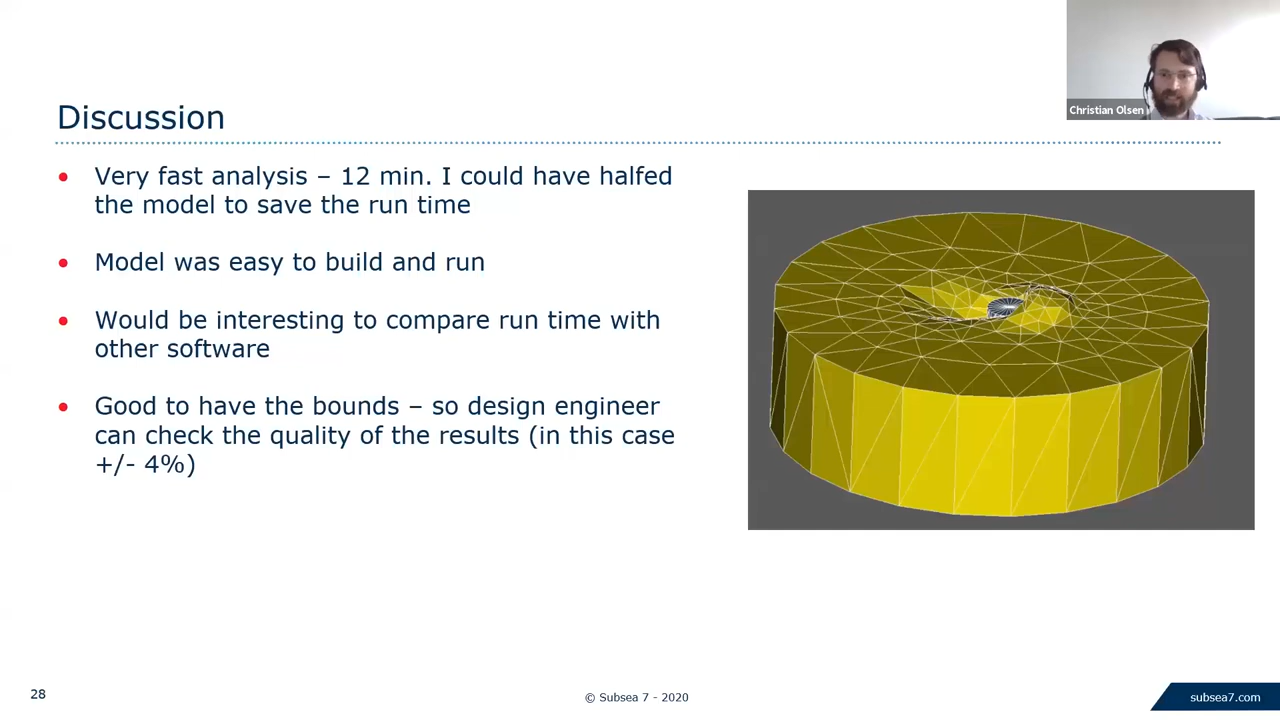 Christian Olsen
Discussion
• Very fast analysis – 12 min. I could have halfed
the model to save the run time
• Model was easy to build and run
• Would be interesting to compare run time with
other software
• Good to have the bounds – so design engineer
can check the quality of the results (in this case
+/- 4%)
28
© Subsea 7 - 2020
subsea7.com